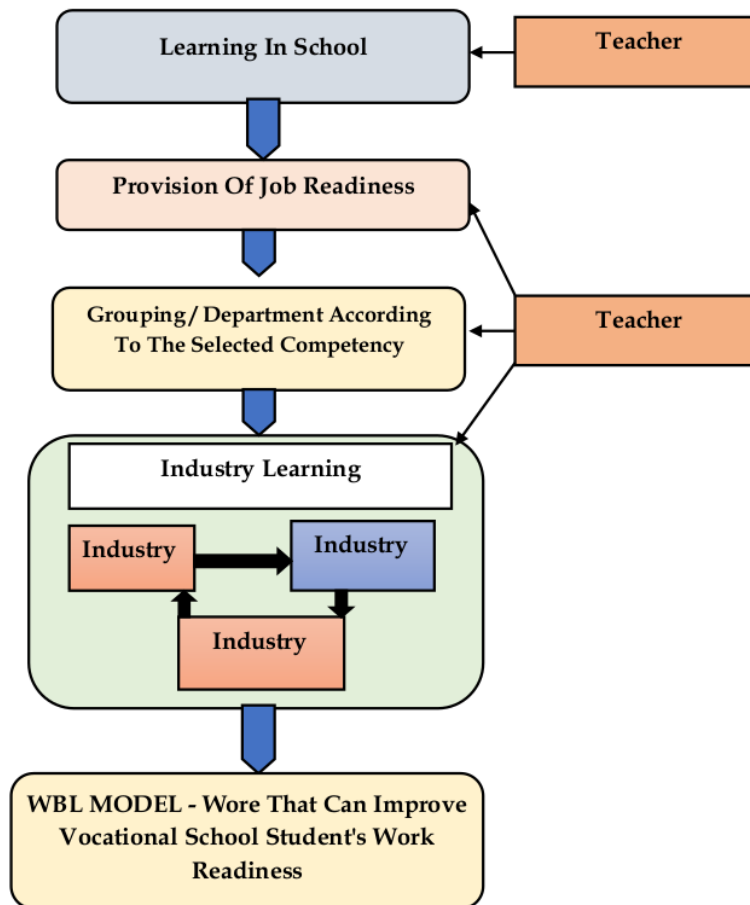 Learning In School
Teacher
Provision Of Job Readiness
Grouping/ Department According
To The Selected Competency
Teacher
Industry Learning
Industry
Industry
Industry
WBL MODEL - Wore That Can Improve
Vocational School Student's Work
Readiness